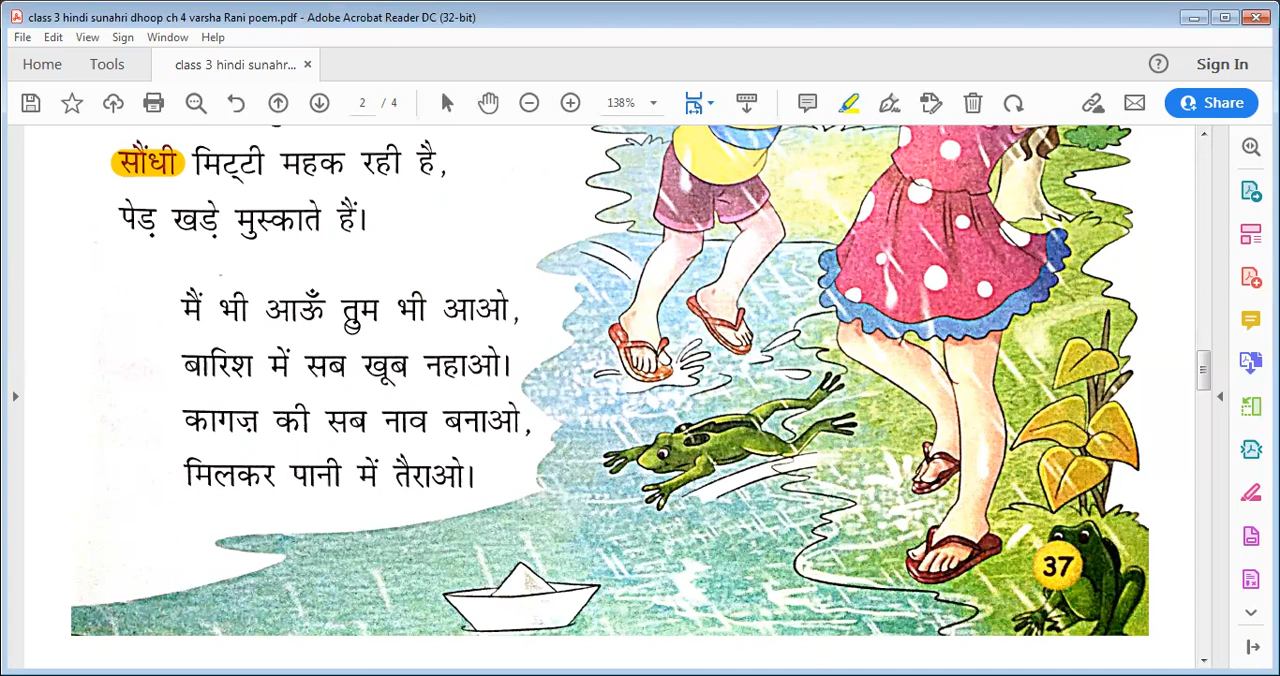 class 3 hindi sunahri dhoop ch 4 varsha Rani poem.pdf - Adobe Acrobat Reader DC (32-bit)
File Edit View Sign Window Help
Home Tools class 3 hindi sunahr... × ? Sign In
2 / 4 138% Share
सौंधी मिट्टी महक रही है,
पेड़ खड़े मुस्काते हैं।
मैं भी आऊँ तुम भी आओ,
बारिश में सब खूब नहाओ।
कागज़ की सब नाव बनाओ,
मिलकर पानी में तैराओ।
37